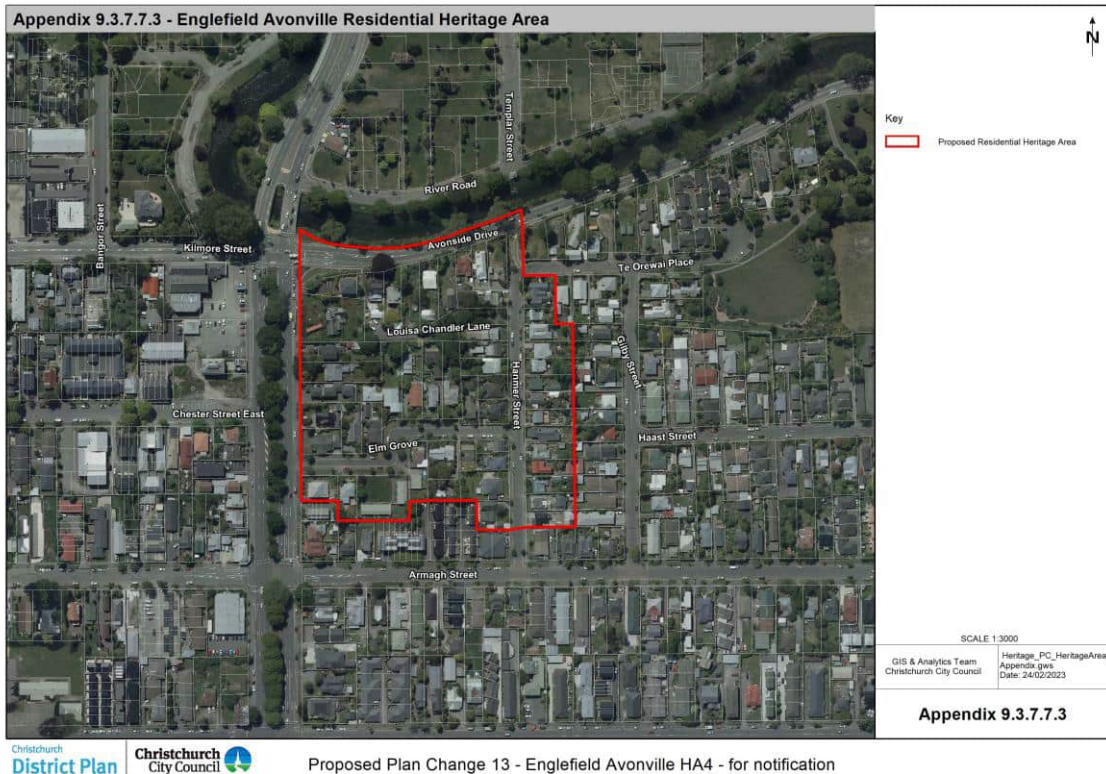 Appendix 9.3.7.7.3 - Englefield Avonville Residential Heritage Area
N
Key
Proposed Residential Heritage Area
Templar Street
River Road
Bangor Street
Kilmore Street
Avonside Drive
Te Orewai Place
Louisa Chandler Lane
Hanmer Street
Gilby Street
Chester Street East
Elm Grove
Haast Street
Armagh Street
SCALE 1:3000
GIS & Analytics Team
Christchurch City Council
Heritage_PC_HeritageArea
Appendix.gws
Date: 24/02/2023
Appendix 9.3.7.7.3
Christchurch
District Plan
Christchurch
City Council
Proposed Plan Change 13 - Englefield Avonville HA4 - for notification